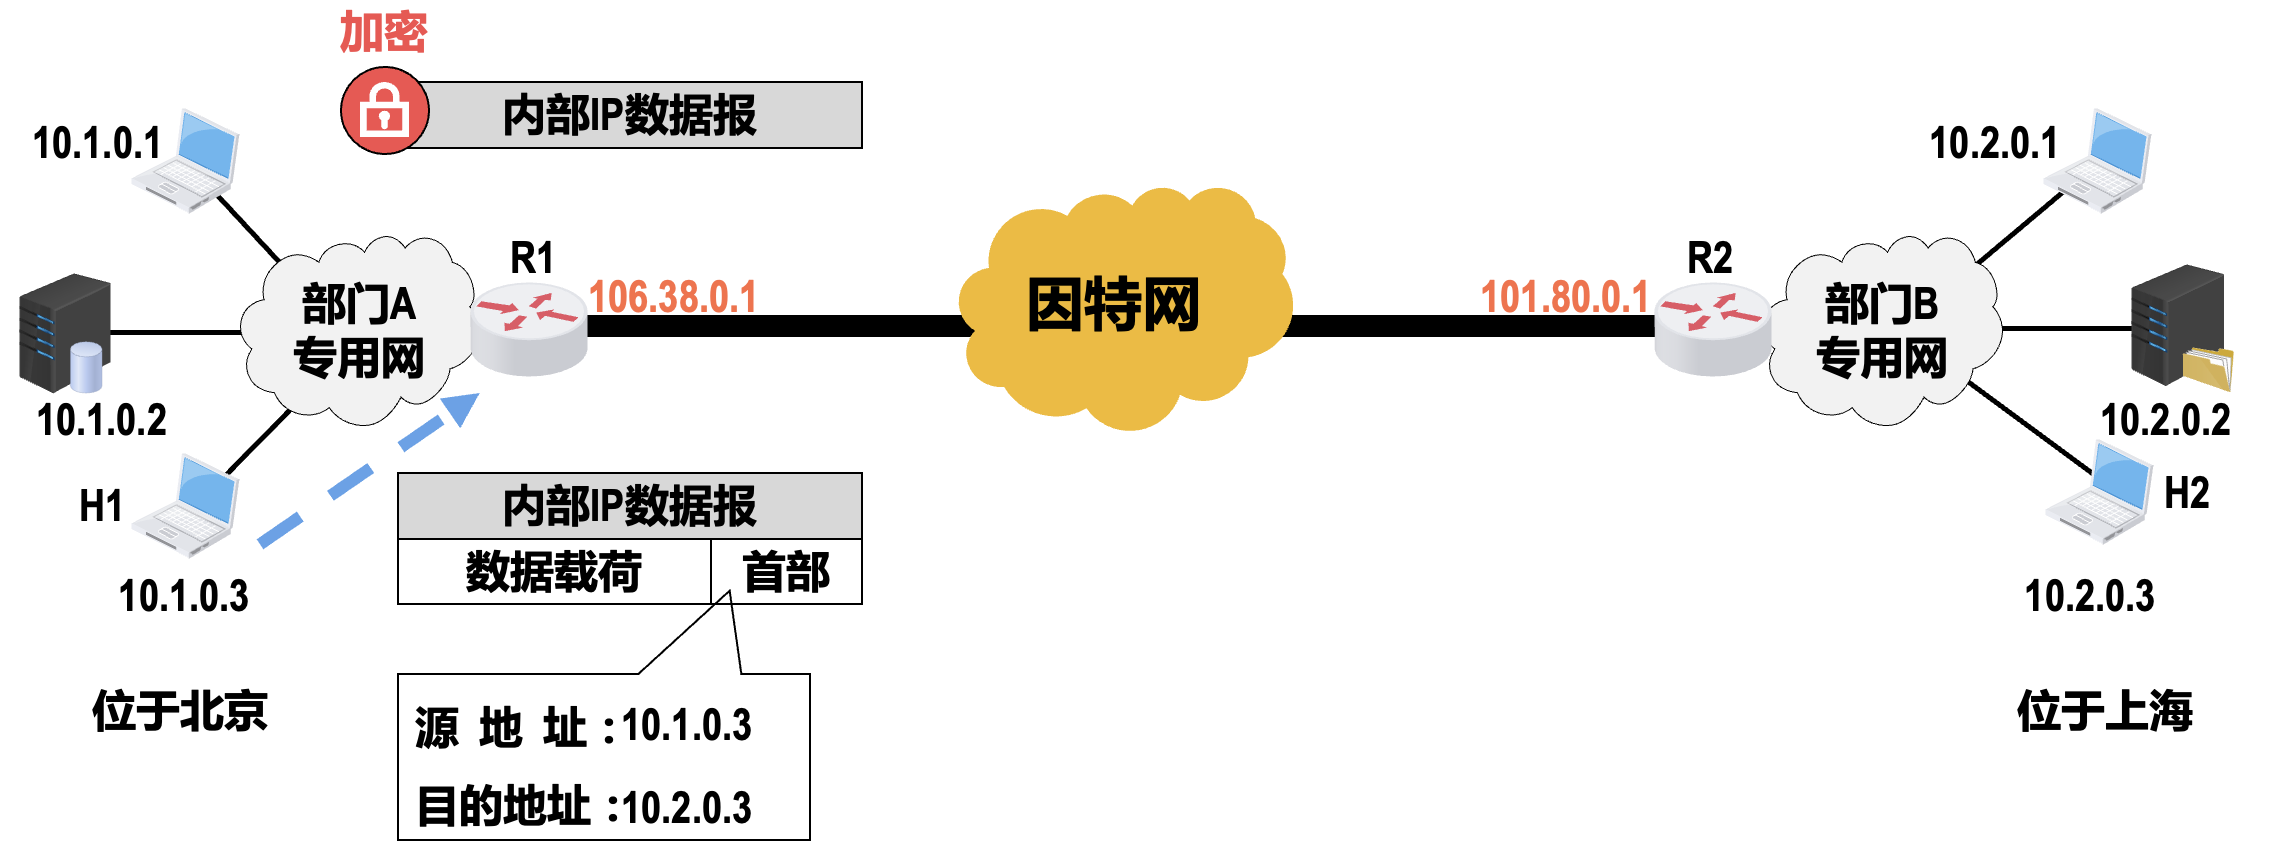 加密
内部IP数据报
10.1.0.1
10.2.0.1
R1
R2
106.38.0.1
101.80.0.1
因特网
部门A
专用网
部门B
专用网
10.1.0.2
10.2.0.2
H1
内部IP数据报
H2
数据载荷
首部
10.1.0.3
10.2.0.3
位于北京
位于上海
源 地 址 :10.1.0.3
目的地址 :10.2.0.3